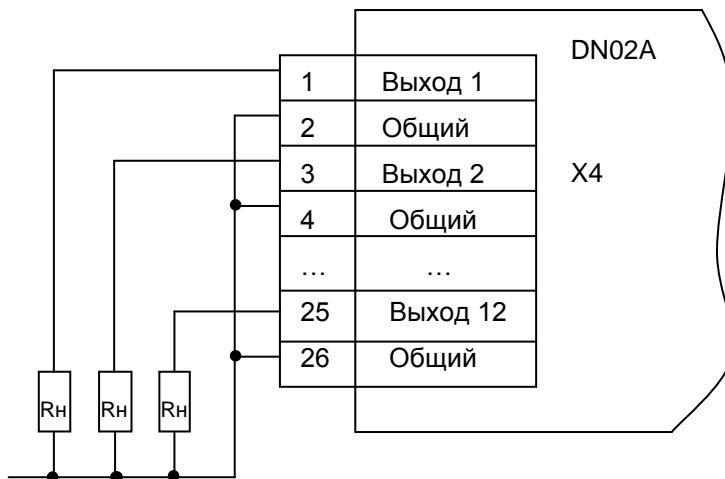 DN02A
1 Выход 1
2 Общий
3 Выход 2
X4
4 Общий
... ...
25 Выход 12
26 Общий
Rн Rн Rн